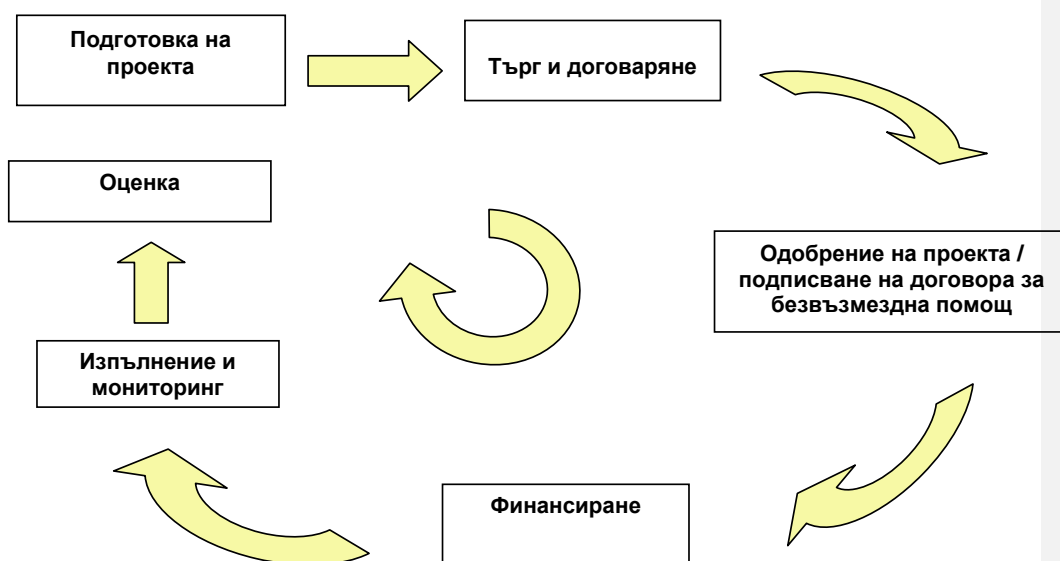 Подготовка на
проекта
Търг и договаряне
Оценка
Одобрение на проекта /
подписване на договора за
безвъзмездна помощ
Изпълнение и
мониторинг
Финансиране